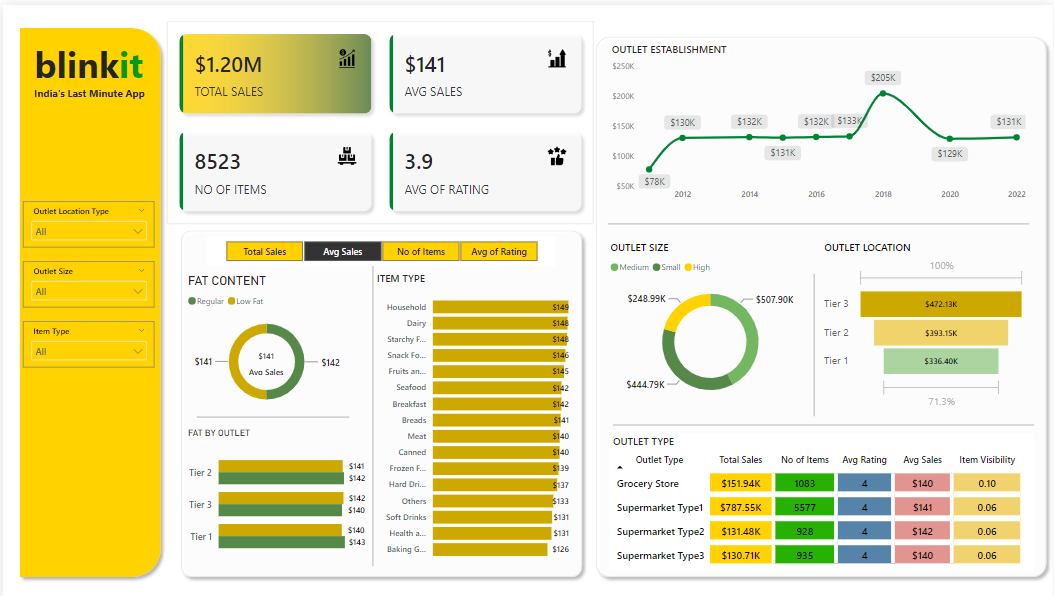 blinkit
India's Last Minute App
Outlet Location Type
All
Outlet Size
All
Item Type
All
$1.20M
TOTAL SALES
$141
AVG SALES
8523
NO OF ITEMS
3.9
AVG OF RATING
Total Sales Avg Sales No of Items Avg of Rating
FAT CONTENT
Regular Low Fat
$141
$141
Avg Sales
$142
FAT BY OUTLET
Tier 2 $141
$142
Tier 3 $142
$140
Tier 1 $140
$143
ITEM TYPE
Household $149
Dairy $148
Starchy F... $148
Snack Fo... $146
Fruits an... $145
Seafood $142
Breakfast $142
Breads $141
Meat $140
Canned $140
Frozen F... $139
Hard Dri... $137
Others $133
Soft Drinks $131
Health a... $131
Baking G... $126
OUTLET ESTABLISHMENT
$250K
$200K
$150K
$100K
$50K
$78K
$130K
$132K
$131K
$132K
$133K
$205K
$129K
$131K
2012 2014 2016 2018 2020 2022
OUTLET SIZE
Medium Small High
$248.99K
$507.90K
$444.79K
OUTLET LOCATION
100%
Tier 3 $472.13K
Tier 2 $393.15K
Tier 1 $336.40K
71.3%
OUTLET TYPE
Outlet Type Total Sales No of Items Avg Rating Avg Sales Item Visibility
Grocery Store $151.94K 1083 4 $140 0.10
Supermarket Type1 $787.55K 5577 4 $141 0.06
Supermarket Type2 $131.48K 928 4 $142 0.06
Supermarket Type3 $130.71K 935 4 $140 0.06